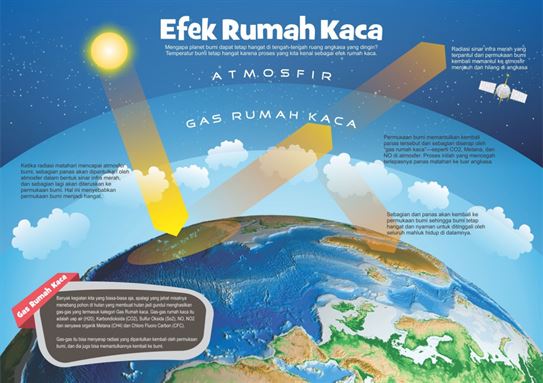 Efek Rumah Kaca
Mengapa planet bumi dapat tetap hangat di tengah-tengah ruang angkasa yang dingin?
Temperatur bumi tetap hangat karena proses yang kita kenal sebagai efek rumah kaca.
Radiasi sinar infra merah yang
terpantul dari permukaan bumi
kembali memantul ke atmosfir
menjauh dan hilang di angkasa
ATMOSFIR
GAS RUMAH KACA
Permukaan bumi memantulkan kembali
panas tersebut dan sebagian diserap oleh
"gas rumah kaca"—seperti CO2, Metana, dan
NO di atmosfer. Proses inilah yang mencegah
terlepasnya panas matahari ke luar angkasa
Ketika radiasi matahari mencapai atmosfer
bumi, sebagian panas akan dipantulkan oleh
atmosfer dalam bentuk sinar infra merah,
dan sebagian lagi akan diteruskan ke
permukaan bumi. Hal ini menyebabkan
permukaan bumi menjadi hangat.
Sebagian dari panas akan kembali ke
permukaan bumi sehingga bumi tetap
hangat dan nyaman untuk ditinggali oleh
seluruh mahluk hidup di dalamnya.
Gas Rumah Kaca
Banyak kegiatan kita yang biasa-biasa aja, apalagi yang jahat misalnya
menebang pohon di hutan yang membuat hutan jadi gundul menghasilkan
gas-gas yang termasuk kategori Gas Rumah kaca. Gas-gas rumah kaca itu
adalah uap air (H2O), Karbondioksida (CO2), Sulfur Oksida (So2), NO, NO2
dan senyawa organik Metana (CH4) dan Chloro Fluoro Carbon (CFC).
Gas-gas itu bisa menyerap radiasi yang dipantulkan kembali oleh permukaan
bumi, dan dia juga bisa memantulkannya kembali ke bumi.